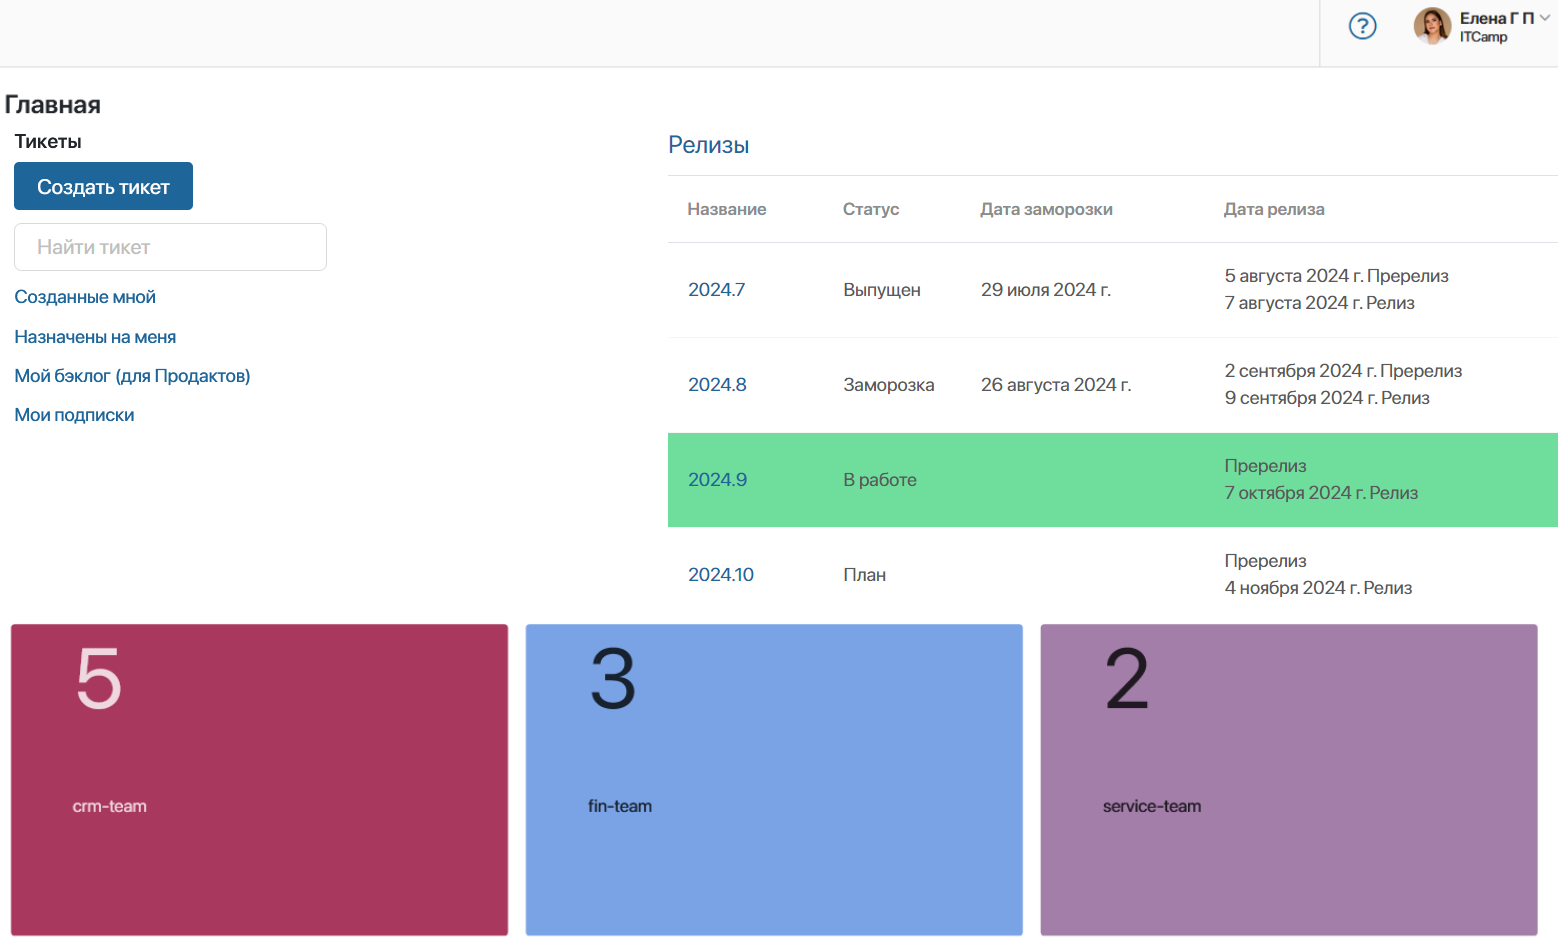 ?
Елена Г П
ITCamp
Главная
Тикеты
Создать тикет
Найти тикет
Созданные мной
Назначены на меня
Мой бэклог (для Продактов)
Мои подписки
Релизы
Название Статус Дата заморозки Дата релиза
2024.7 Выпущен 29 июля 2024 г. 5 августа 2024 г. Пререлиз
7 августа 2024 г. Релиз
2024.8 Заморозка 26 августа 2024 г. 2 сентября 2024 г. Пререлиз
9 сентября 2024 г. Релиз
2024.9 В работе Пререлиз
7 октября 2024 г. Релиз
2024.10 План Пререлиз
4 ноября 2024 г. Релиз
5
crm-team
3
fin-team
2
service-team